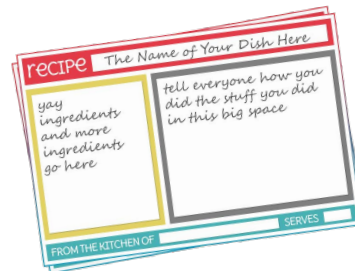 recipe The Name of Your Dish Here
yay
ingredients
and more
ingredients
go here
tell everyone how you
did the stuff you did
in this big space
FROM THE KITCHEN OF
SERVES